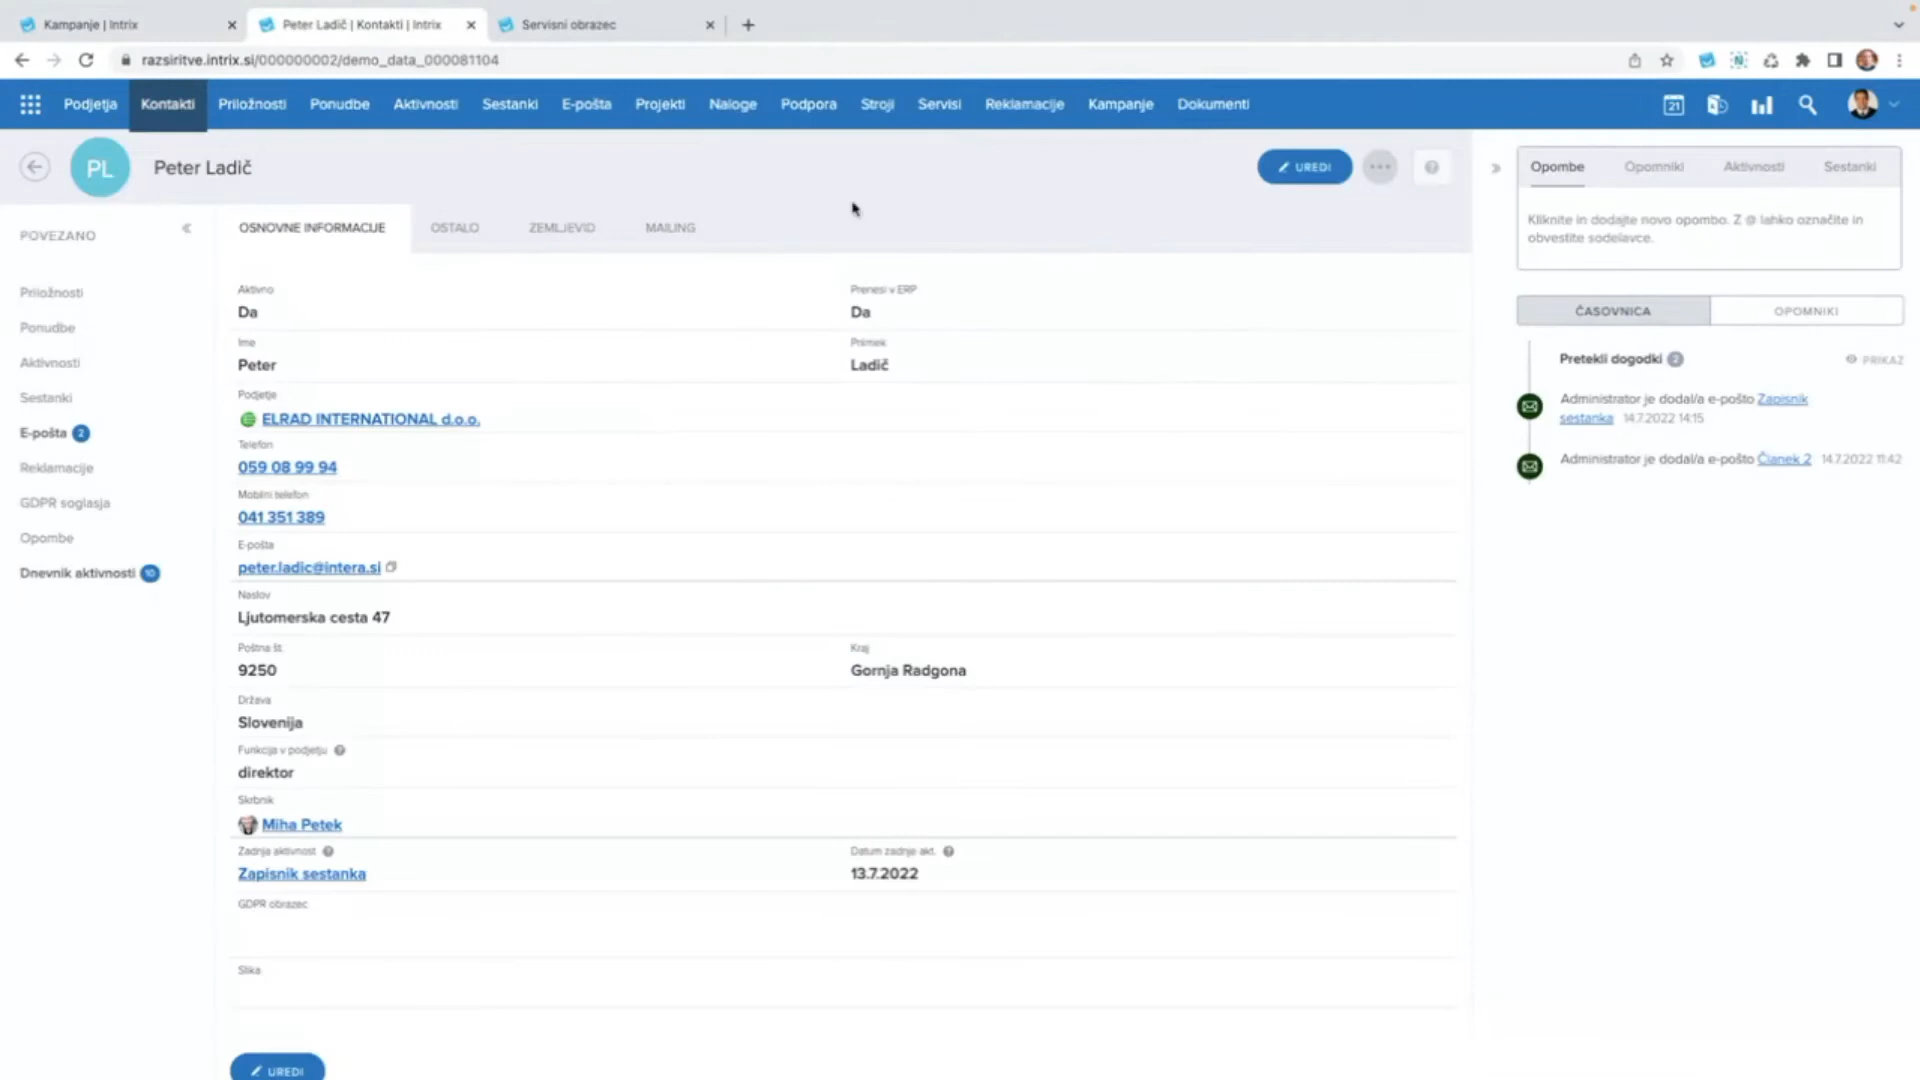 Kampanje | Intrix
Peter Ladič | Kontakti | Intrix
Servisni obrazec
razsiritve.intrix.si/000000002/demo_data_000081104
Podjetja Kontakti Priložnosti Ponudbe Aktivnosti Sestanki E-pošta Projekti Naloge Podpora Stroji Servisi Reklamacije Kampanje Dokumenti
21
PL
Peter Ladič
UREDI
POVEZANO
Priložnosti
Ponudbe
Aktivnosti
Sestanki
E-pošta 2
Reklamacije
GDPR soglasja
Opombe
Dnevnik aktivnosti 10
OSNOVNE INFORMACIJE OSTALO ZEMLJEVID MAILING
Aktivno
Da
Prenesi v ERP
Da
Ime
Peter
Priimek
Ladič
Podjetje
ELRAD INTERNATIONAL d.o.o.
Telefon
059 08 99 94
Mobilni telefon
041 351 389
E-pošta
peter.ladic@intera.si
Naslov
Ljutomerska cesta 47
Poštna št.
9250
Kraj
Gornja Radgona
Država
Slovenija
Funkcija v podjetju
direktor
Skrbnik
Miha Petek
Zadnja aktivnost
Zapisnik sestanka
Datum zadnje akt.
13.7.2022
GDPR obrazec
Slika
UREDI
Opombe Opomniki Aktivnosti Sestanki
Kliknite in dodajte novo opombo. Z @ lahko označite in
obvestite sodelavce.
ČASOVNICA OPOMNIKI
Pretekli dogodki 2 PRIKAZ
Administrator je dodal/a e-pošto Zapisnik
sestanka 14.7.2022 14:15
Administrator je dodal/a e-pošto Članek 2 14.7.2022 11:42